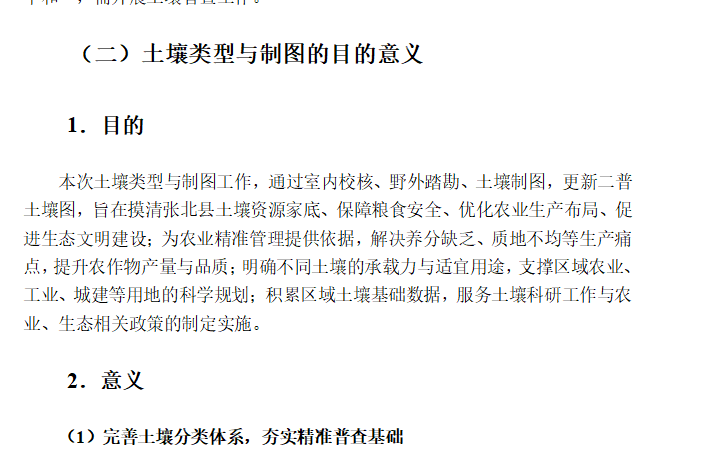 （二）土壤类型与制图的目的意义
1．目的
本次土壤类型与制图工作，通过室内校核、野外踏勘、土壤制图，更新二普
土壤图，旨在摸清张北县土壤资源家底、保障粮食安全、优化农业生产布局、促
进生态文明建设；为农业精准管理提供依据，解决养分缺乏、质地不均等生产痛
点，提升农作物产量与品质；明确不同土壤的承载力与适宜用途，支撑区域农业、
工业、城建等用地的科学规划；积累区域土壤基础数据，服务土壤科研工作与农
业、生态相关政策的制定实施。
2．意义
（1）完善土壤分类体系，夯实精准普查基础